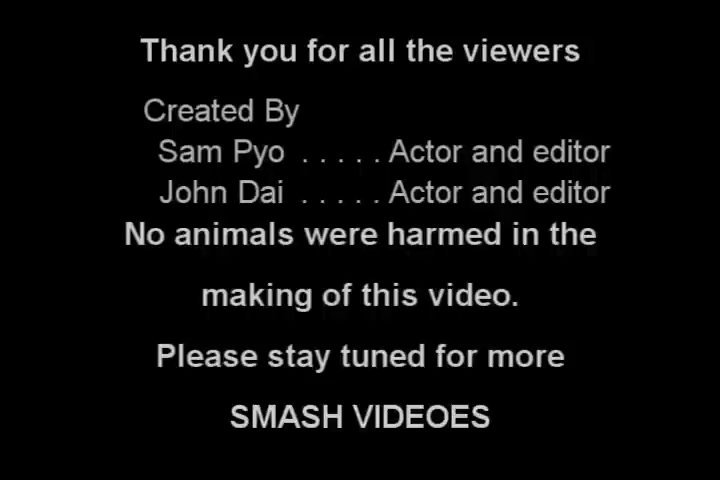 Thank you for all the viewers
Created By
Sam Pyo . . . . . Actor and editor
John Dai . . . . . Actor and editor
No animals were harmed in the
making of this video.
Please stay tuned for more
SMASH VIDEOES